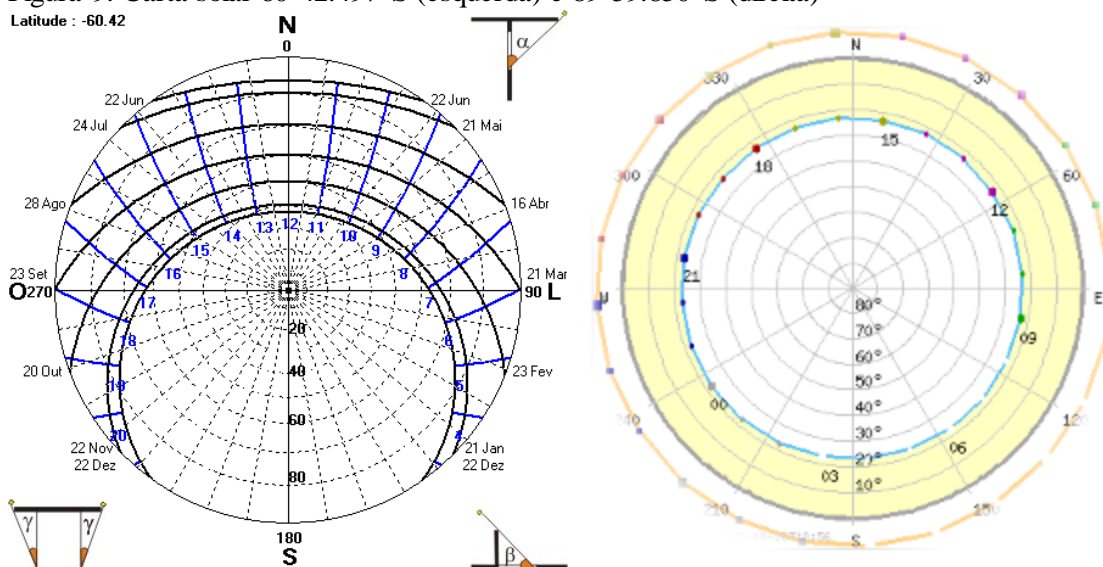 Latitude : -60.42
N
0
α
22 Jun
22 Jun
24 Jul
21 Mai
28 Ago
16 Abr
23 Set
21 Mar
O 270
90 L
12
13
11
14
10
15
9
16
8
17
7
18
6
19
5
20
4
20
40
60
80
20 Out
23 Fev
22 Nov
21 Jan
22 Dez
22 Dez
180
S
γ
γ
β
N
330
30
15
18
60
12
21
E
09
80°
70°
60°
50°
40°
30°
20°
10°
00
06
03
210
S